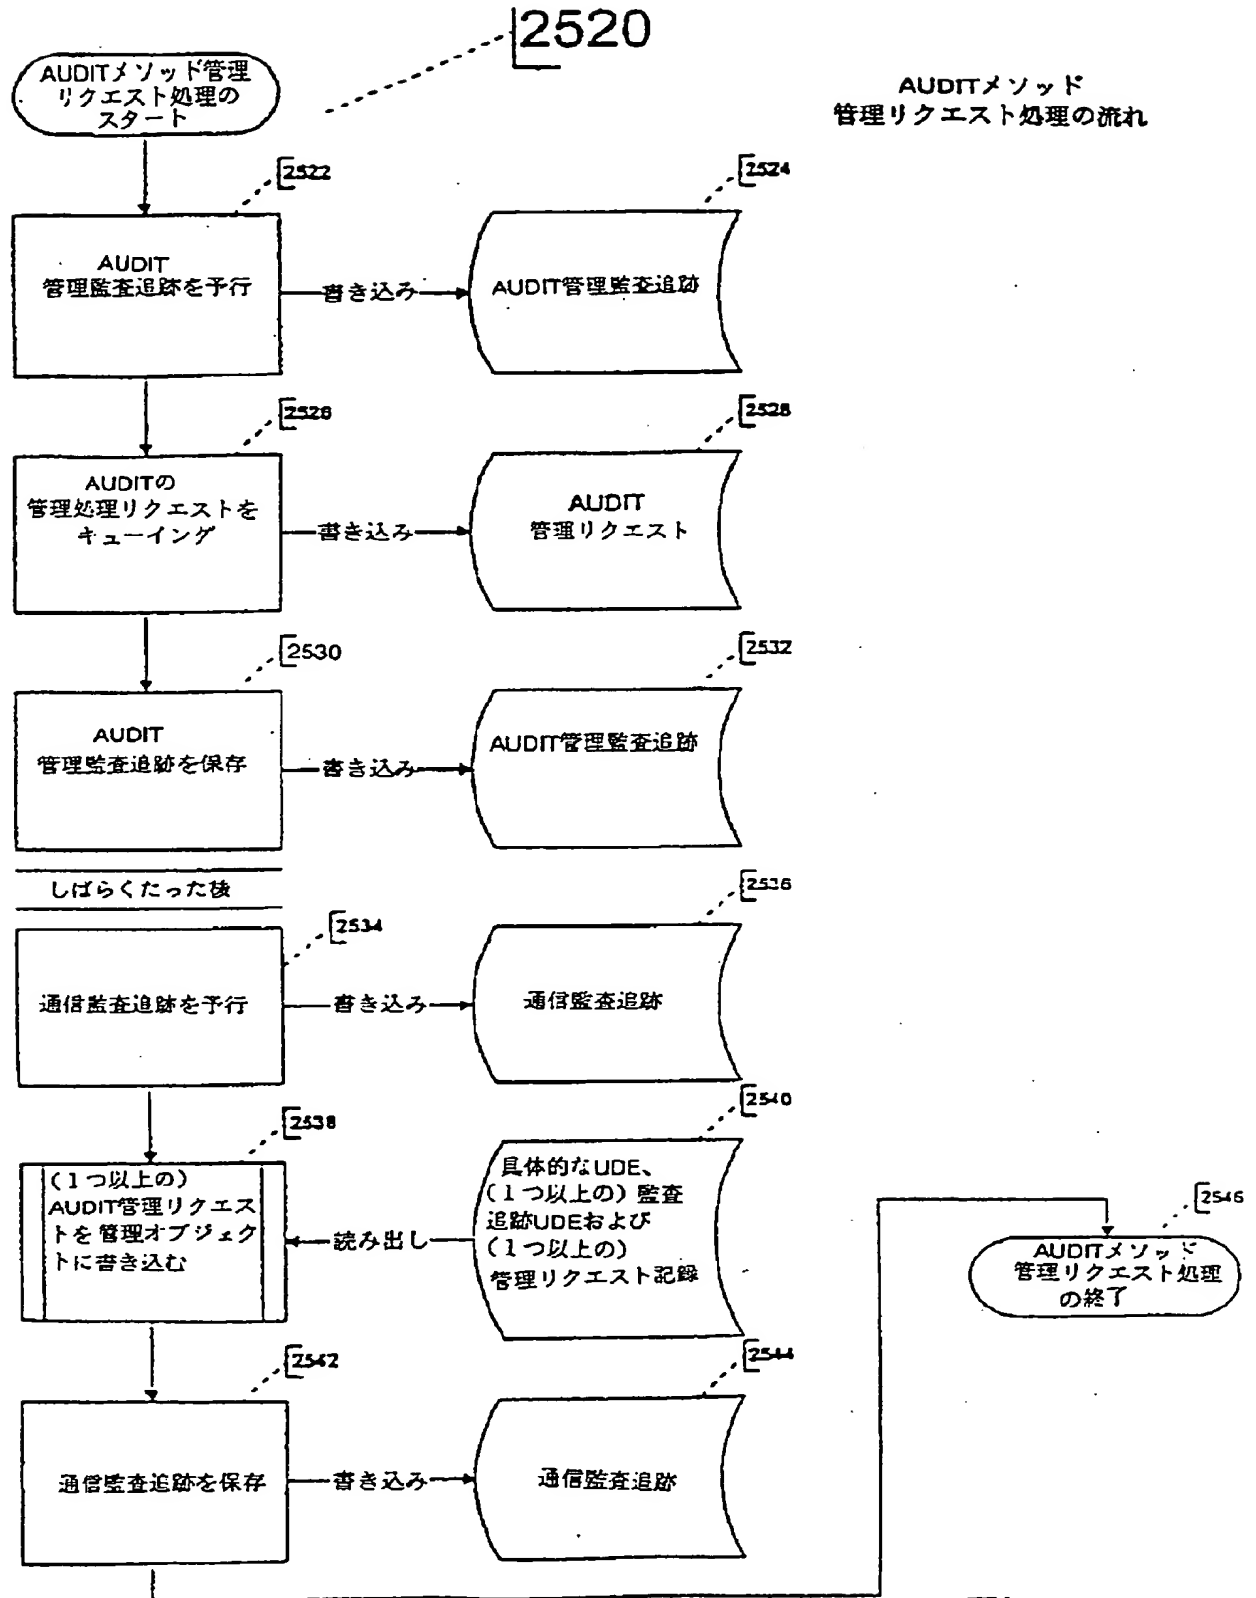 2520
AUDITメソッド管理
リクエスト処理の
スタート
AUDITメソッド
管理リクエスト処理の流れ
2522
2524
AUDIT
管理監査追跡を予行
書き込み
AUDIT管理監査追跡
2526
2528
AUDITの
管理処理リクエストを
キューイング
書き込み
AUDIT
管理リクエスト
2530
2532
AUDIT
管理監査追跡を保存
書き込み
AUDIT管理監査追跡
しばらくたった後
2534
2536
通信監査追跡を予行
書き込み
通信監査追跡
2538
2540
(1つ以上の)
AUDIT管理リクエス
トを管理オブジェク
トに書き込む
読み出し
具体的なUDE、
(1つ以上の)監査
追跡UDEおよび
(1つ以上の)
管理リクエスト記録
2546
AUDITメソッド
管理リクエスト処理
の終了
2542
2544
通信監査追跡を保存
書き込み
通信監査追跡